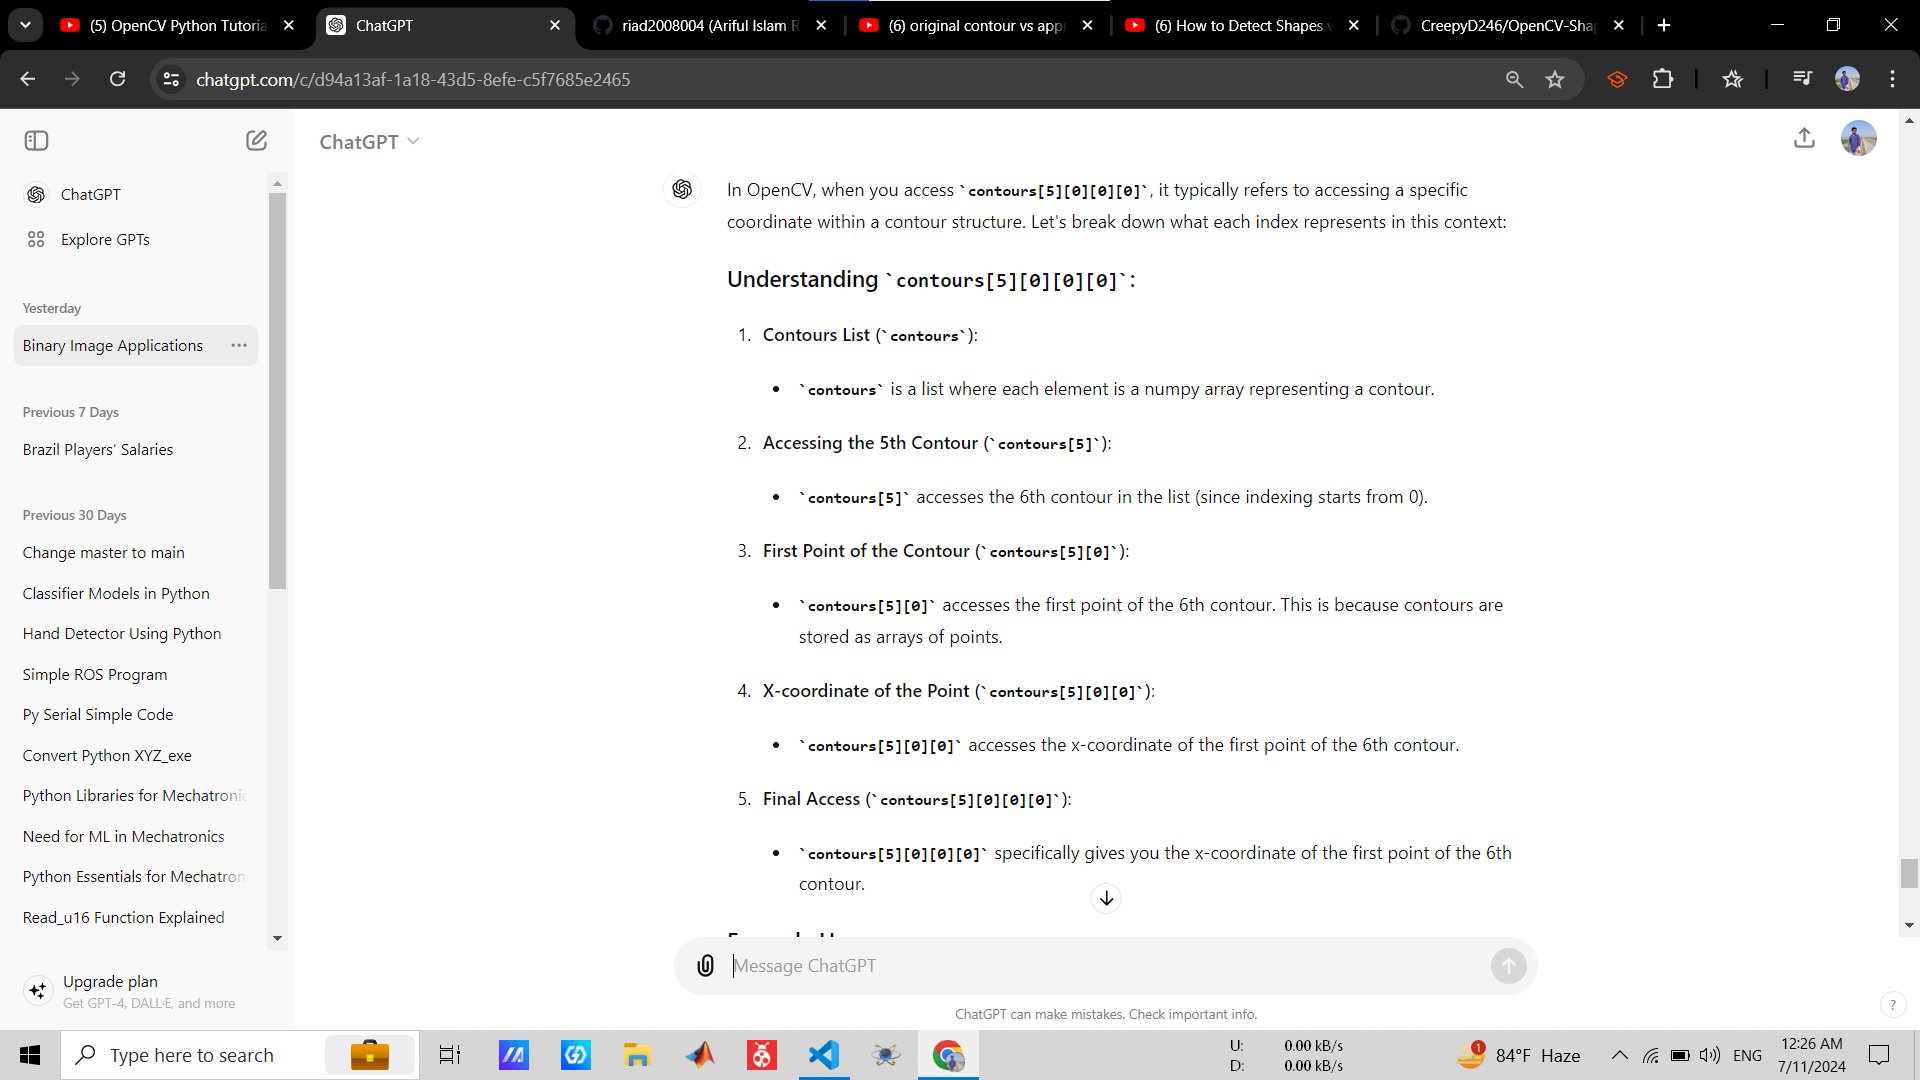 (5) OpenCV Python Tutoria
ChatGPT
riad2008004 (Ariful Islam R
(6) original contour vs appr
(6) How to Detect Shapes w
CreepyD246/OpenCV-Sha
chatgpt.com/c/d94a13af-1a18-43d5-8efe-c5f7685e2465
ChatGPT
Explore GPTs
Yesterday
Binary Image Applications
Previous 7 Days
Brazil Players' Salaries
Previous 30 Days
Change master to main
Classifier Models in Python
Hand Detector Using Python
Simple ROS Program
Py Serial Simple Code
Convert Python XYZ_exe
Python Libraries for Mechatronic
Need for ML in Mechatronics
Python Essentials for Mechatron
Read_u16 Function Explained
Upgrade plan
Get GPT-4, DALL·E, and more
ChatGPT
In OpenCV, when you access `contours[5][0][0][0]`, it typically refers to accessing a specific
coordinate within a contour structure. Let's break down what each index represents in this context:
Understanding `contours[5][0][0][0]`:
1. Contours List (`contours`):
• `contours` is a list where each element is a numpy array representing a contour.
2. Accessing the 5th Contour (`contours[5]`):
• `contours[5]` accesses the 6th contour in the list (since indexing starts from 0).
3. First Point of the Contour (`contours[5][0]`):
• `contours[5][0]` accesses the first point of the 6th contour. This is because contours are
stored as arrays of points.
4. X-coordinate of the Point (`contours[5][0][0]`):
• `contours[5][0][0]` accesses the x-coordinate of the first point of the 6th contour.
5. Final Access (`contours[5][0][0][0]`):
• `contours[5][0][0][0]` specifically gives you the x-coordinate of the first point of the 6th
contour.
Message ChatGPT
ChatGPT can make mistakes. Check important info.
?
Type here to search
U: 0.00 kB/s
D: 0.00 kB/s
1
84°F Haze
ENG
12:26 AM
7/11/2024